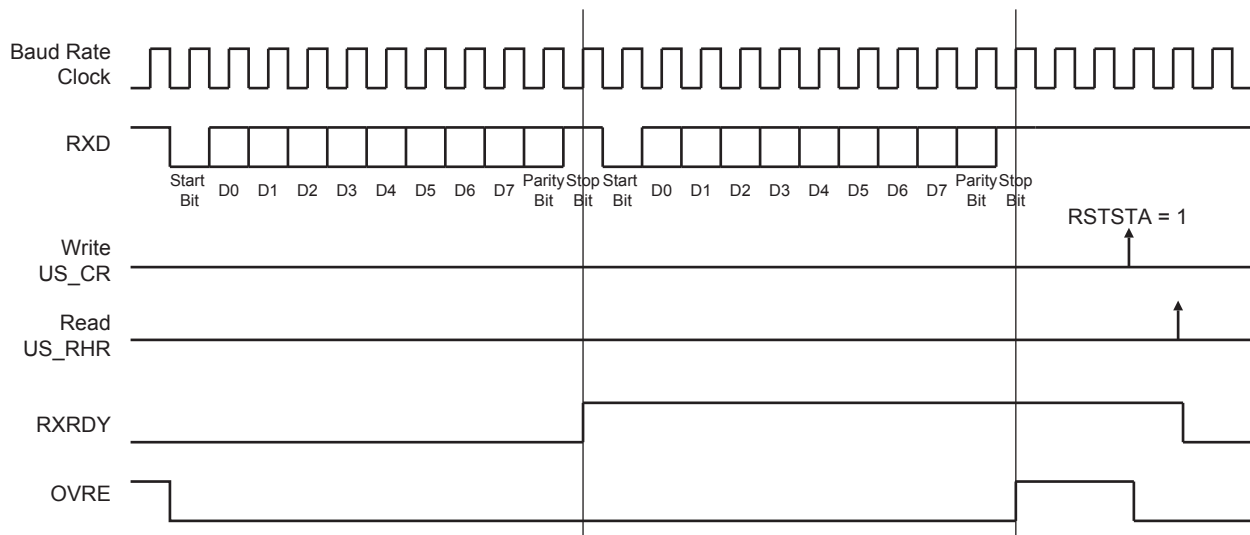 Baud Rate
Clock
RXD
Start
Bit
D0
D1
D2
D3
D4
D5
D6
D7
Parity
Bit
Stop
Bit
Start
Bit
D0
D1
D2
D3
D4
D5
D6
D7
Parity
Bit
Stop
Bit
RSTSTA = 1
Write
US_CR
Read
US_RHR
RXRDY
OVRE